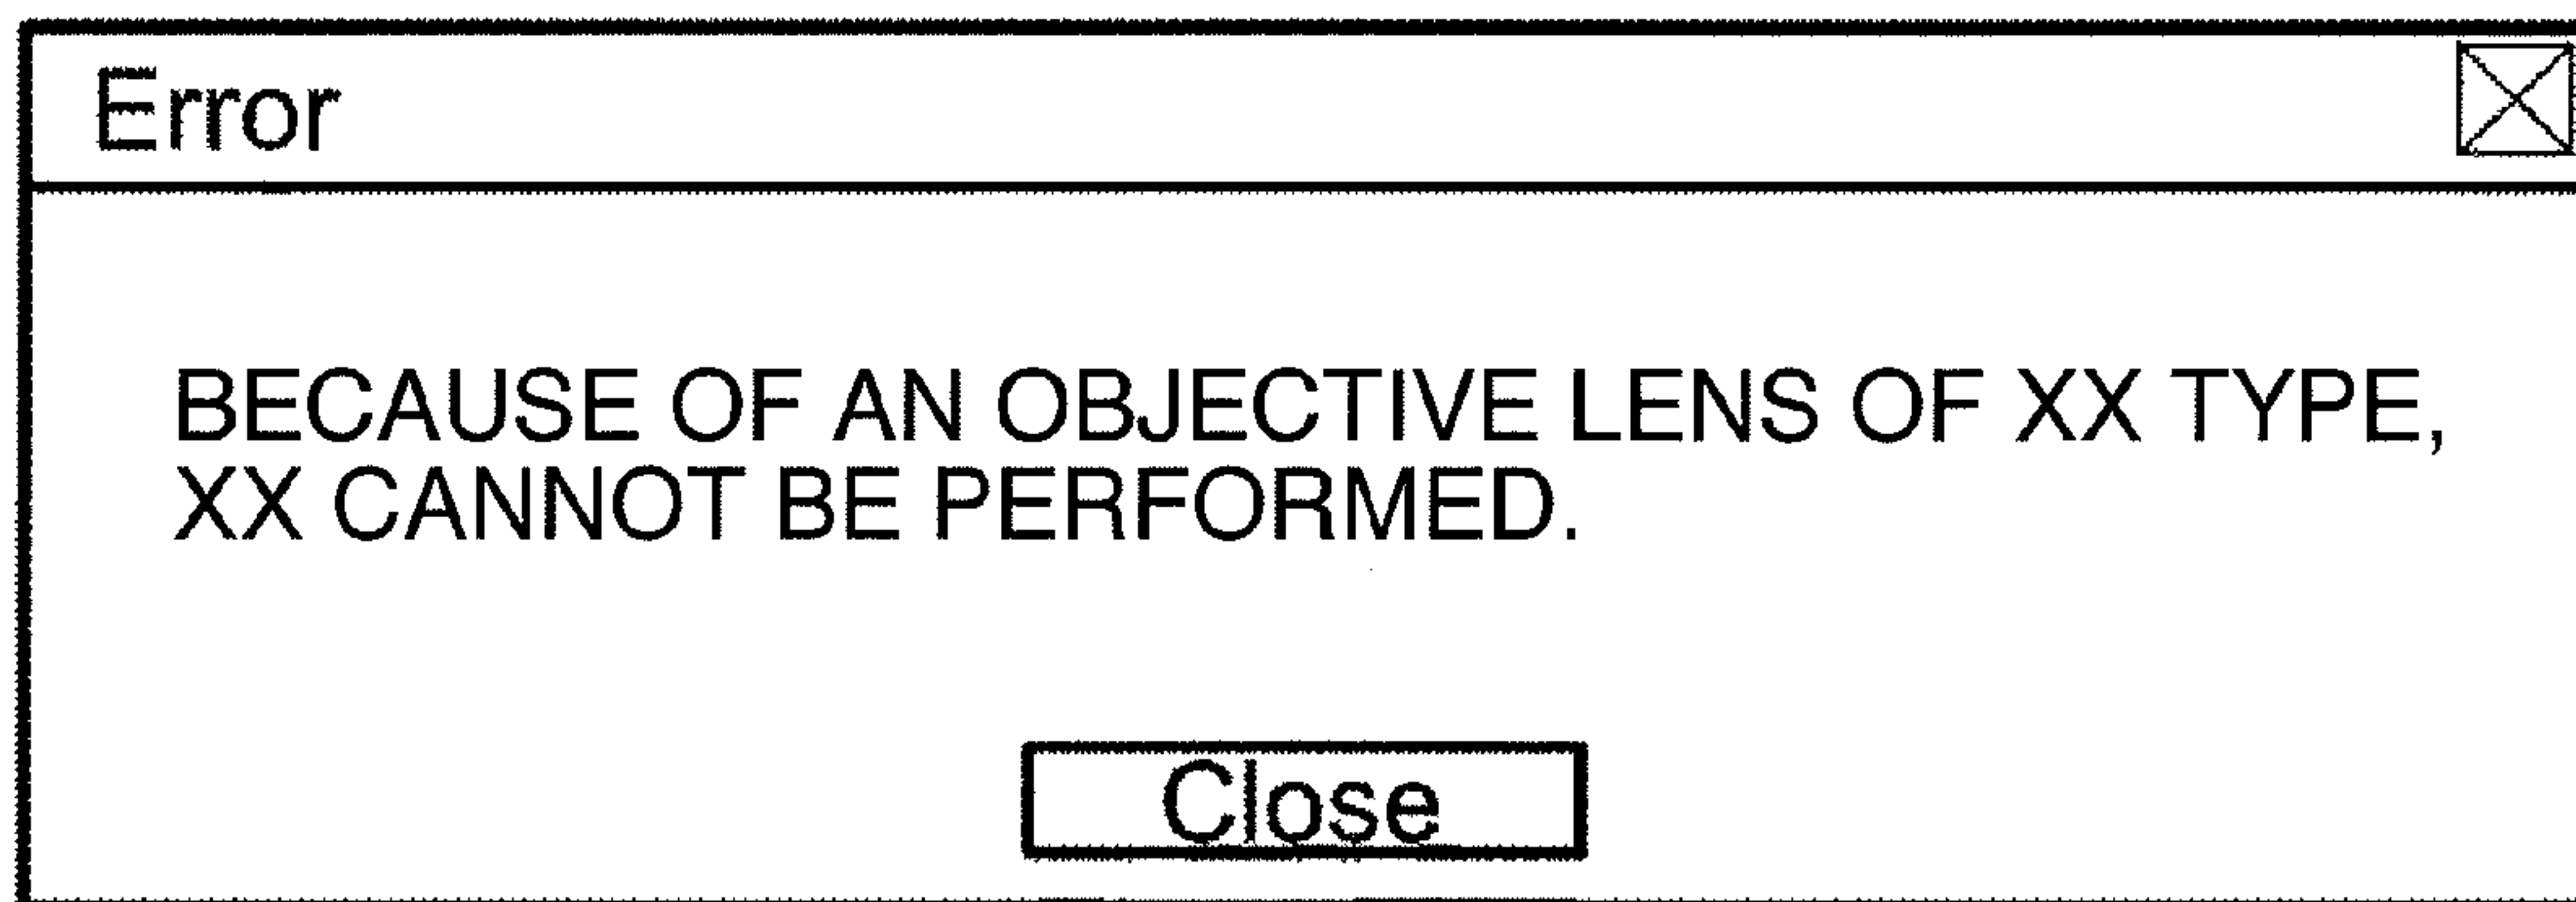 Error
BECAUSE OF AN OBJECTIVE LENS OF XX TYPE,
XX CANNOT BE PERFORMED.
Close